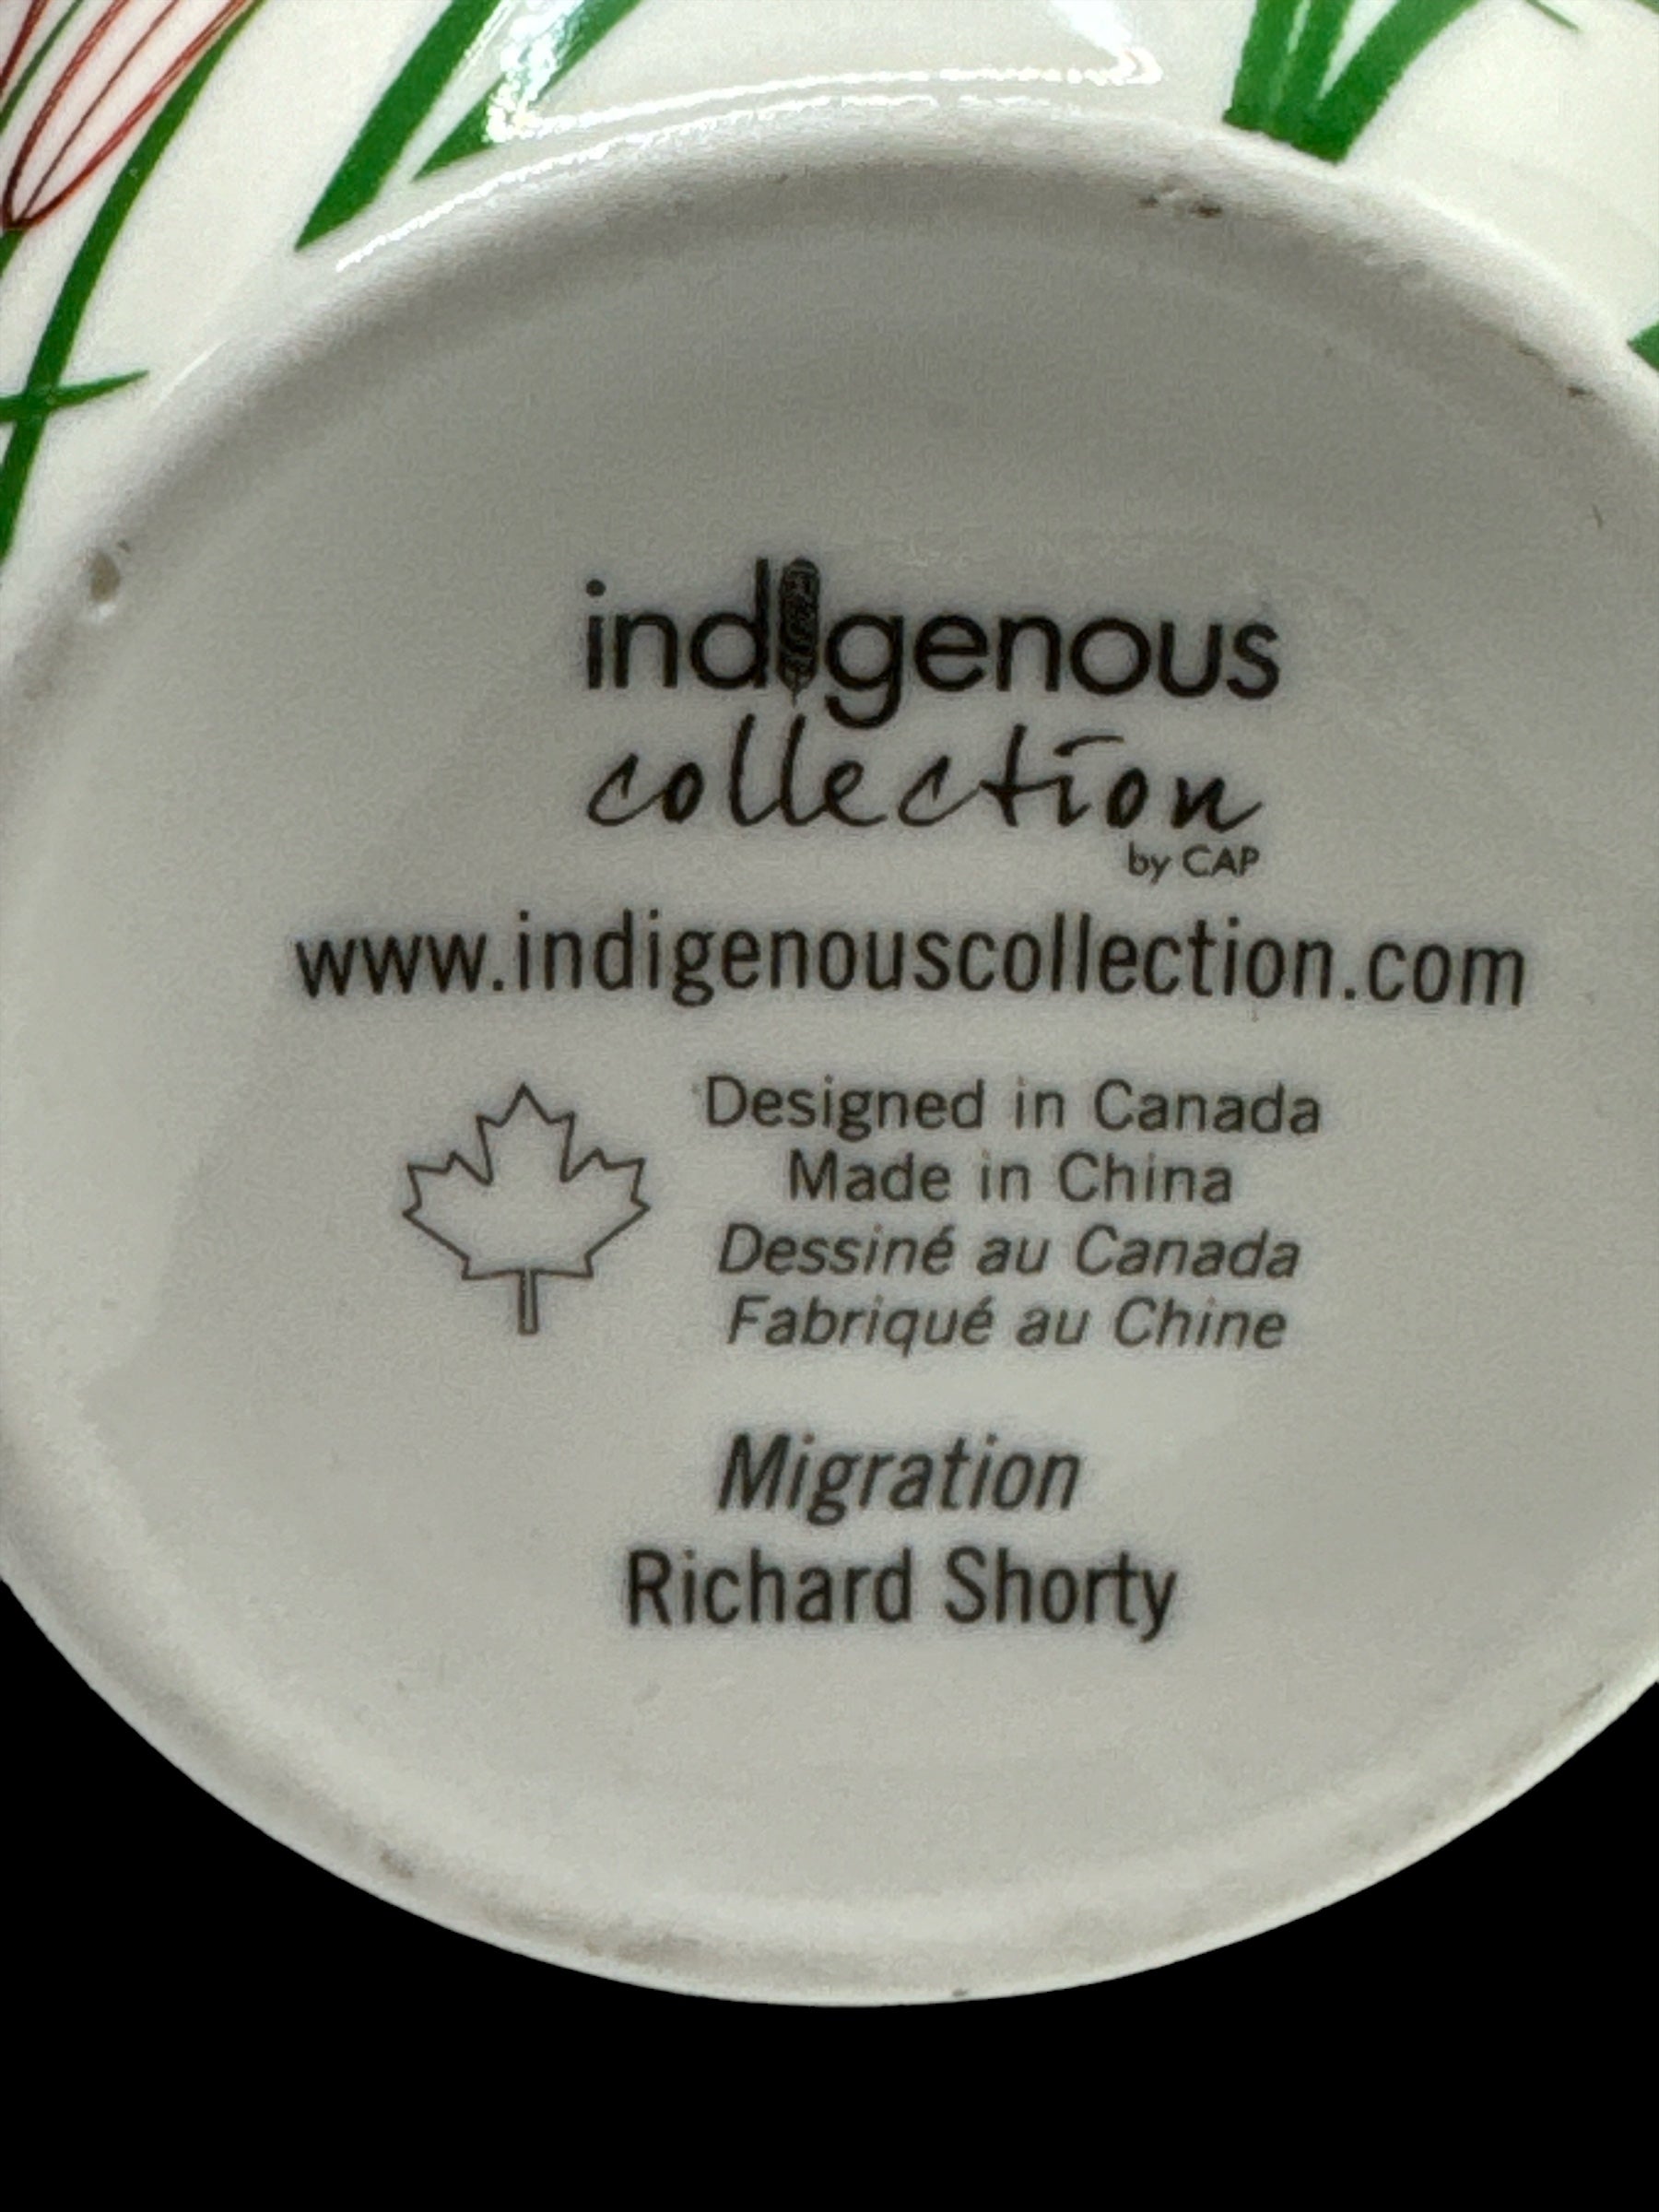 indigenous
collection
by CAP
www.indigenouscollection.com
Designed in Canada
Made in China
Dessiné au Canada
Fabriqué au Chine
Migration
Richard Shorty